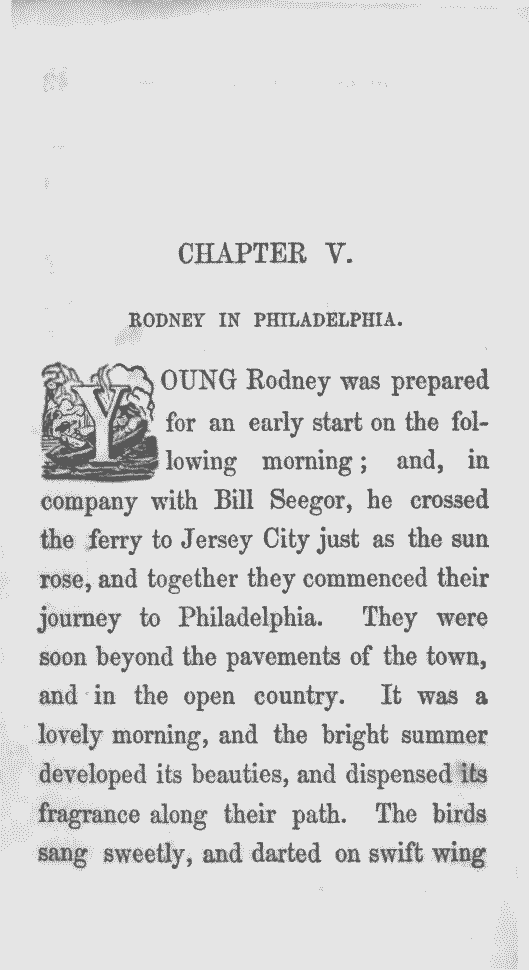 CHAPTER V.
RODNEY IN PHILADELPHIA.
YOUNG Rodney was prepared
for an early start on the fol-
lowing morning; and, in
company with Bill Seegor, he crossed
the ferry to Jersey City just as the sun
rose, and together they commenced their
journey to Philadelphia. They were
soon beyond the pavements of the town,
and in the open country. It was a
lovely morning, and the bright summer
developed its beauties, and dispensed its
fragrance along their path. The birds
sang sweetly, and darted on swift wing